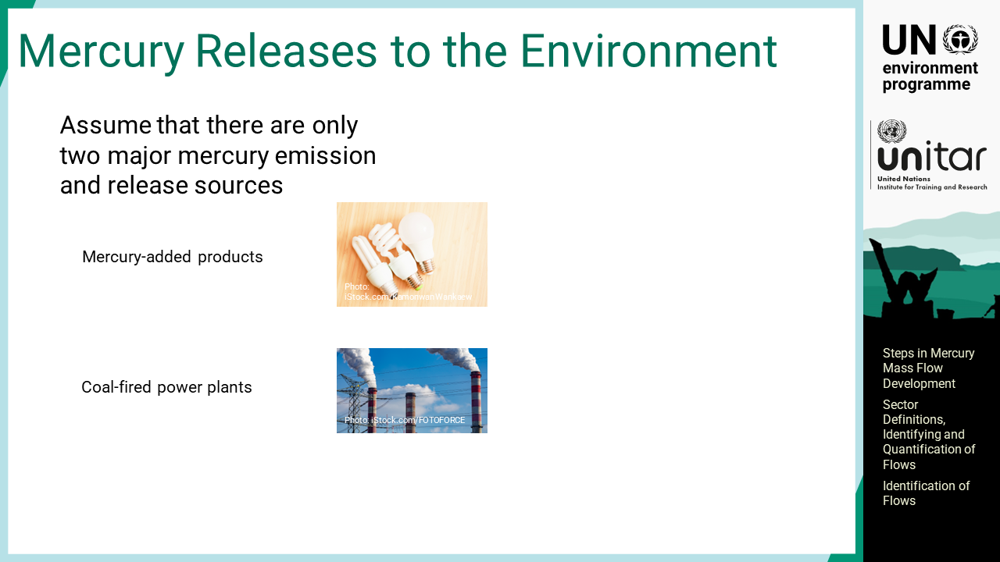 Mercury Releases to the Environment
Assume that there are only
two major mercury emission
and release sources
Mercury-added products
Photo:
iStock.com/KamonwanWankaew
Coal-fired power plants
Photo: iStock.com/FOTOFORCE
UN
environment
programme
unitar
United Nations
Institute for Training and Research
Steps in Mercury
Mass Flow
Development
Sector
Definitions,
Identifying and
Quantification of
Flows
Identification of
Flows